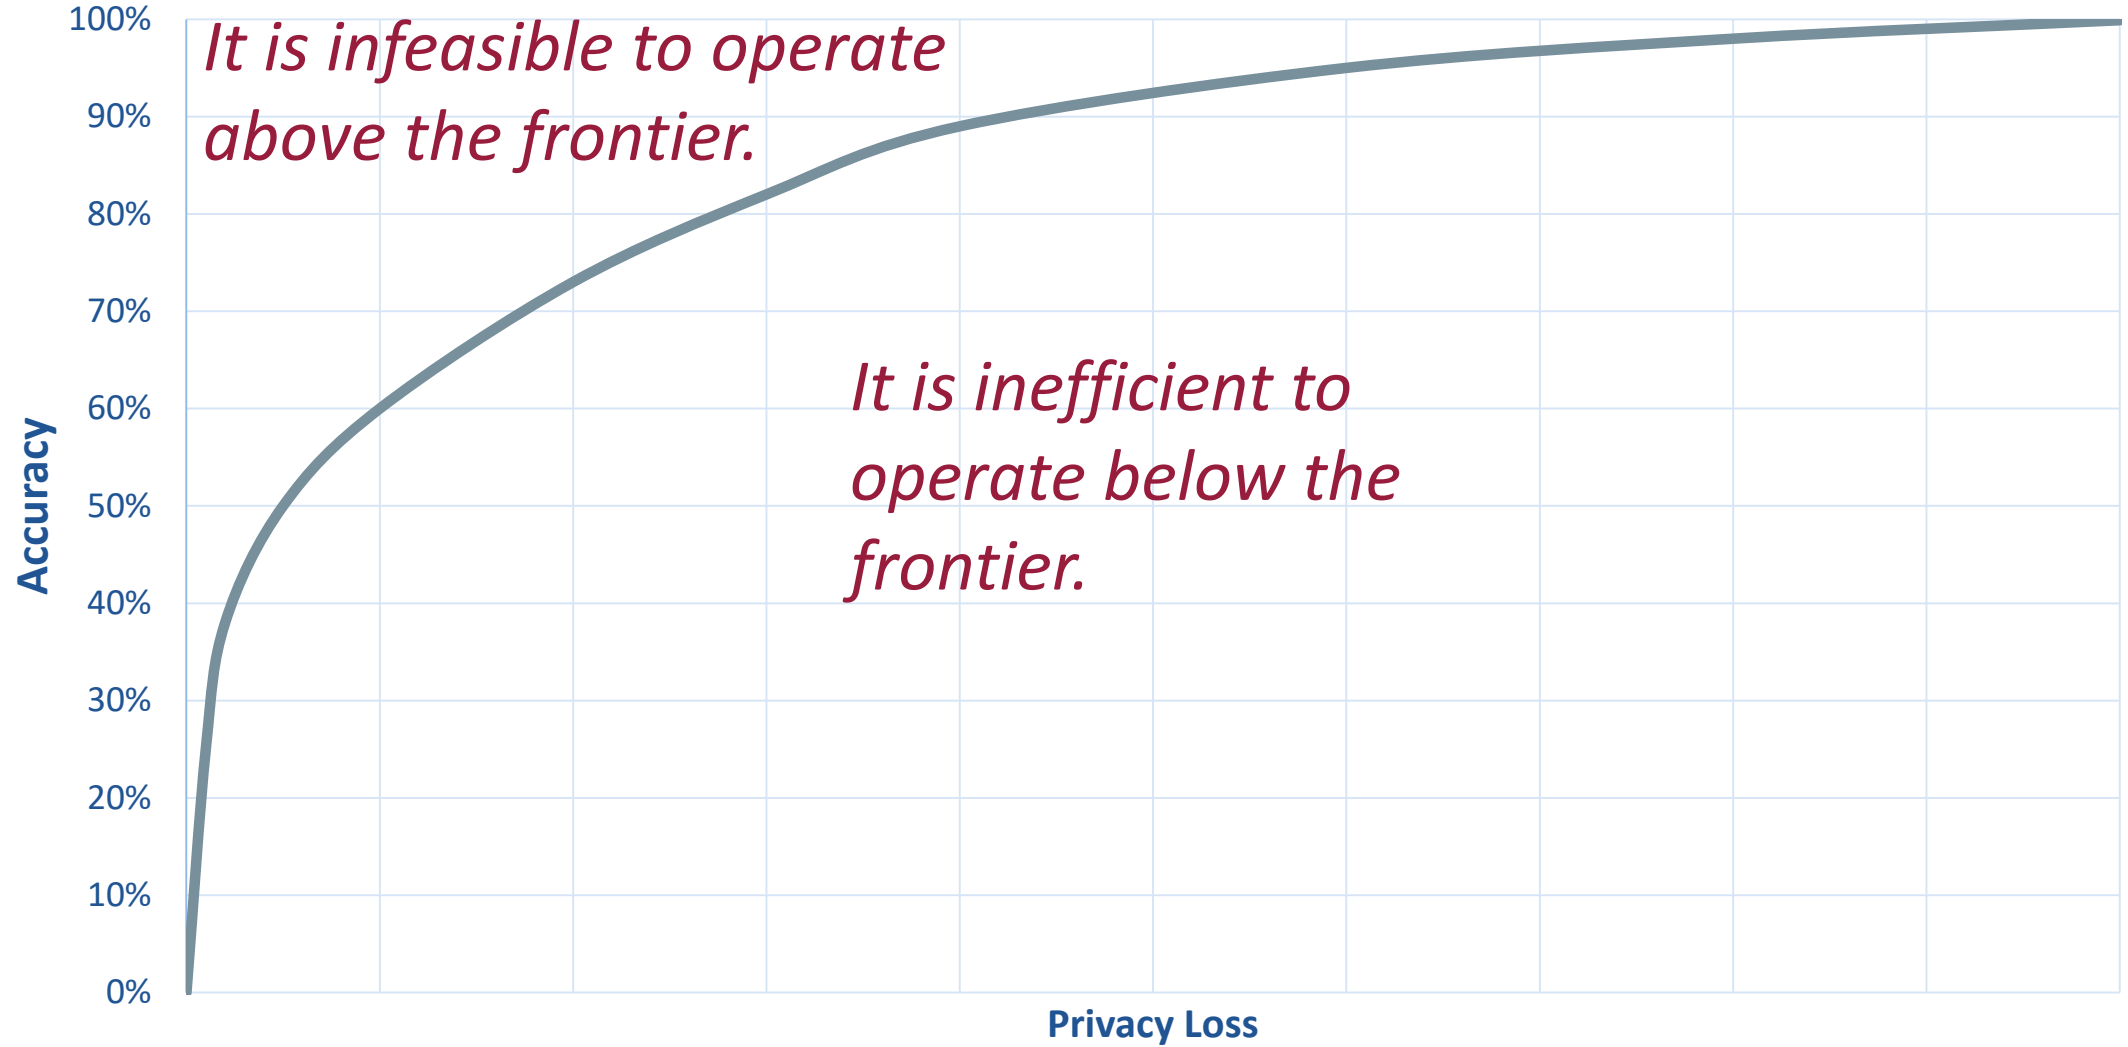 100%
It is infeasible to operate
above the frontier.
90%
80%
70%
It is inefficient to
operate below the
frontier.
60%
50%
40%
30%
20%
10%
0%
Accuracy
Privacy Loss